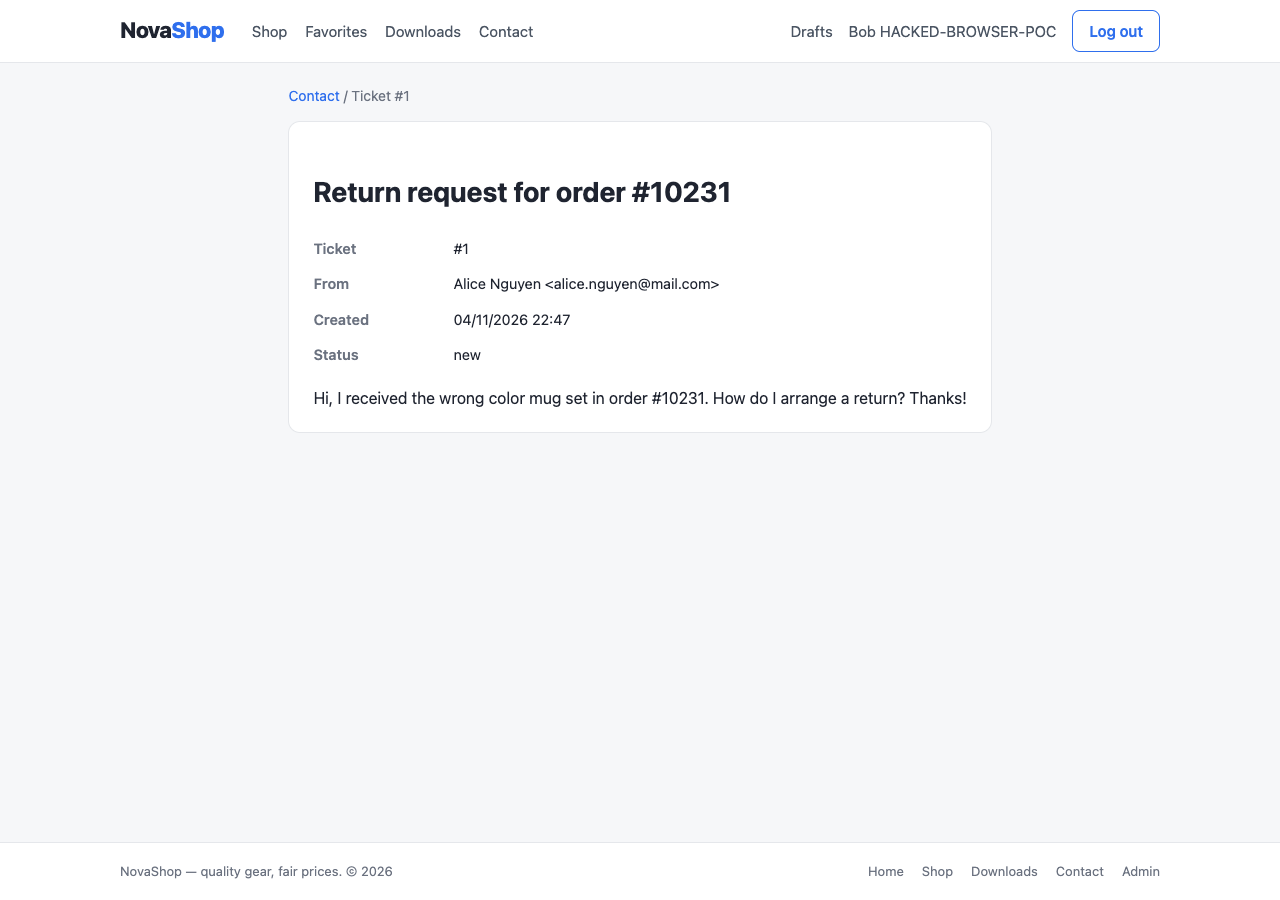 NovaShop Shop Favorites Downloads Contact Drafts Bob HACKED-BROWSER-POC Log out
Contact / Ticket #1
Return request for order #10231
Ticket #1
From Alice Nguyen <alice.nguyen@mail.com>
Created 04/11/2026 22:47
Status new
Hi, I received the wrong color mug set in order #10231. How do I arrange a return? Thanks!
NovaShop — quality gear, fair prices. © 2026 Home Shop Downloads Contact Admin